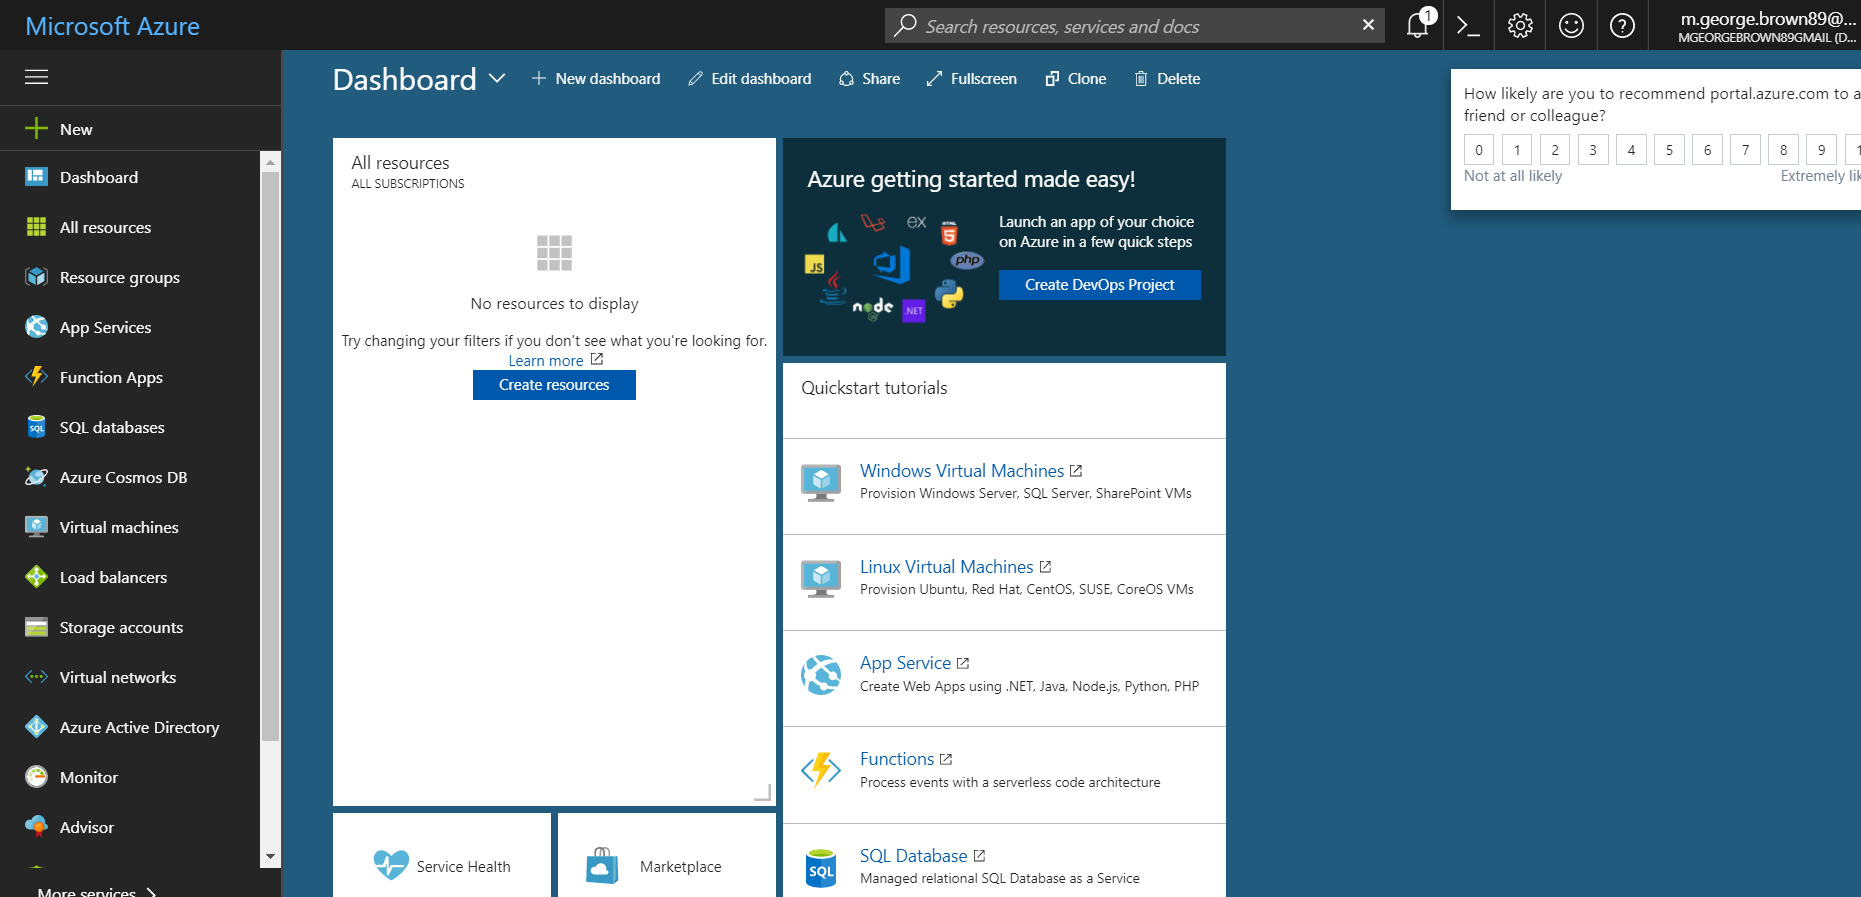 Microsoft Azure
Search resources, services and docs
1
m.george.brown89@...
MGEORGEBROWN89GMAIL (D...
New
Dashboard
All resources
Resource groups
App Services
Function Apps
SQL databases
Azure Cosmos DB
Virtual machines
Load balancers
Storage accounts
Virtual networks
Azure Active Directory
Monitor
Advisor
More services
Dashboard
New dashboard
Edit dashboard
Share
Fullscreen
Clone
Delete
All resources
ALL SUBSCRIPTIONS
No resources to display
Try changing your filters if you don't see what you're looking for.
Learn more
Create resources
Service Health
Marketplace
Azure getting started made easy!
ex
HTML
5
JS
php
node
JS
.NET
Launch an app of your choice
on Azure in a few quick steps
Create DevOps Project
Quickstart tutorials
Windows Virtual Machines
Provision Windows Server, SQL Server, SharePoint VMs
Linux Virtual Machines
Provision Ubuntu, Red Hat, CentOS, SUSE, CoreOS VMs
App Service
Create Web Apps using .NET, Java, Node.js, Python, PHP
Functions
Process events with a serverless code architecture
SQL
SQL Database
Managed relational SQL Database as a Service
How likely are you to recommend portal.azure.com to a
friend or colleague?
0 1 2 3 4 5 6 7 8 9 1
Not at all likely
Extremely lik